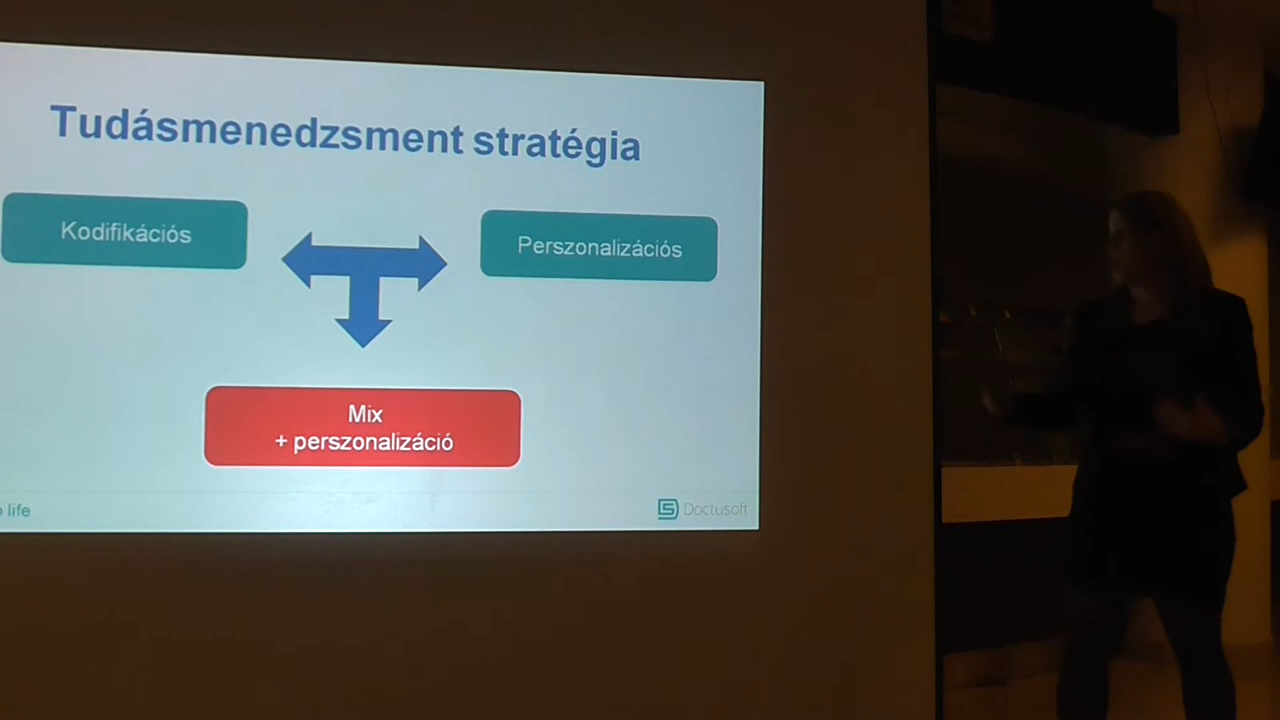 Tudásmenedzsment stratégia
Kodifikációs
Perszonalizációs
Mix
+ perszonalizáció
life
Doctusoft